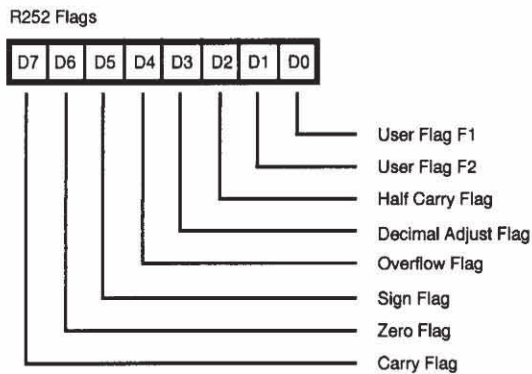 R252 Flags
D7 D6 D5 D4 D3 D2 D1 D0
User Flag F1
User Flag F2
Half Carry Flag
Decimal Adjust Flag
Overflow Flag
Sign Flag
Zero Flag
Carry Flag